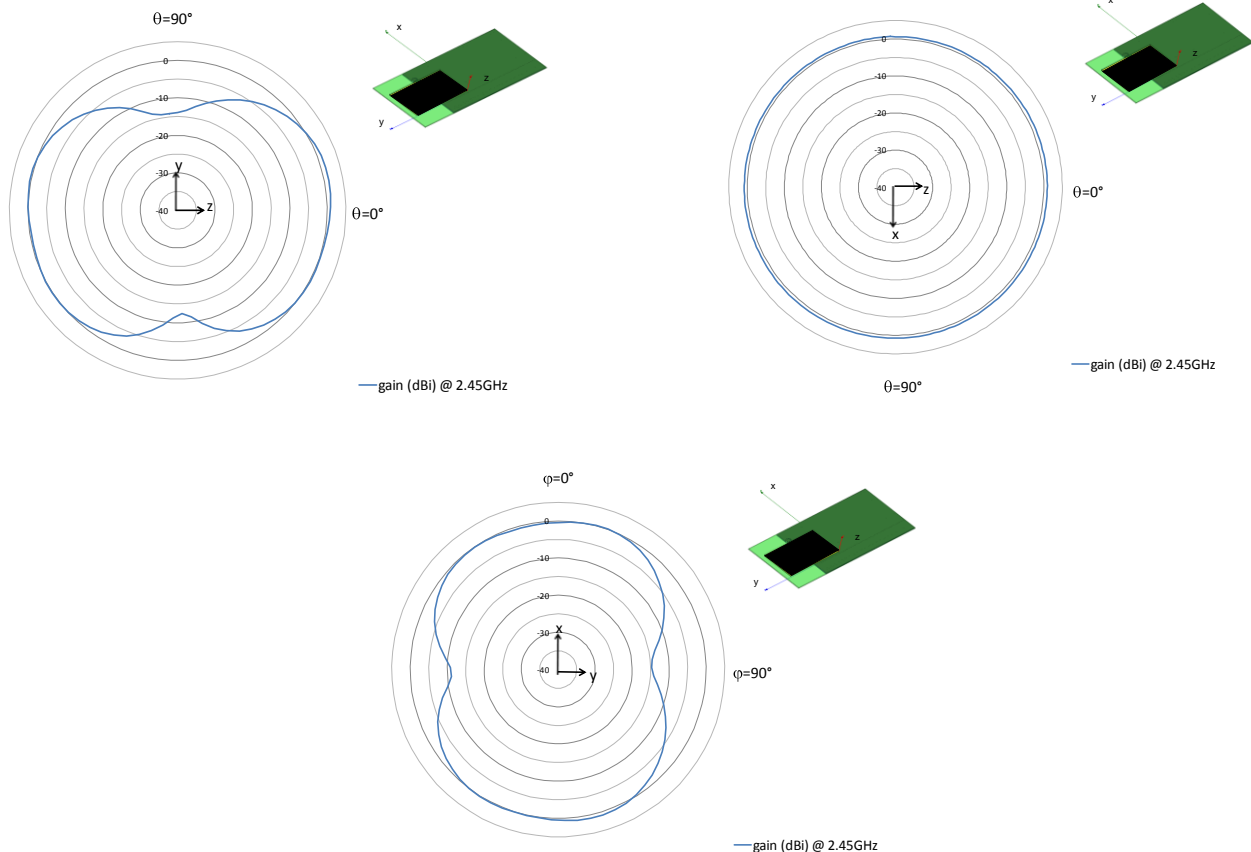 θ=90°
x
0
z
-10
y
-20
-30
y
-40
z
θ=0°
gain (dBi) @ 2.45GHz
x
0
z
-10
y
-20
-30
-40
z
θ=0°
x
gain (dBi) @ 2.45GHz
θ=90°
φ=0°
x
0
z
-10
y
-20
-30
x
-40
y
φ=90°
gain (dBi) @ 2.45GHz